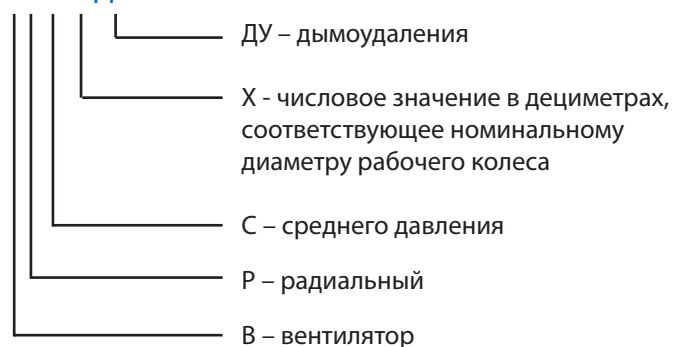 ДУ – дымоудаления
Х - числовое значение в дециметрах,
соответствующее номинальному
диаметру рабочего колеса
С – среднего давления
Р – радиальный
В – вентилятор